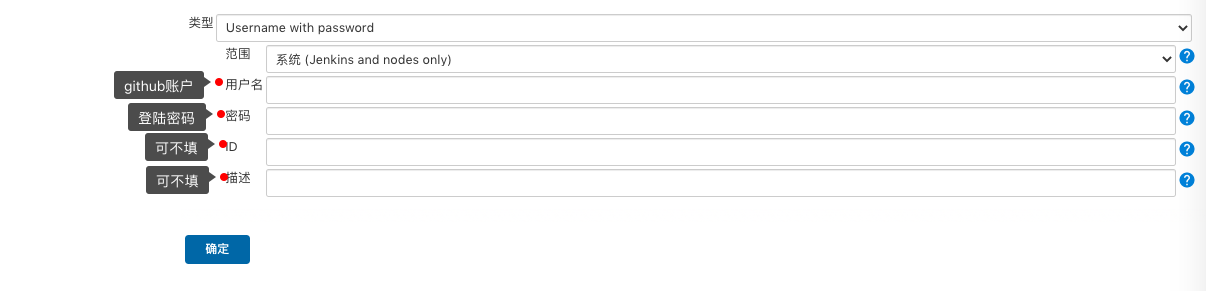 类型 Username with password
范围 系统 (Jenkins and nodes only) ?
github账户 用户名 ?
登陆密码 密码 ?
可不填 ID ?
可不填 描述 ?
确定